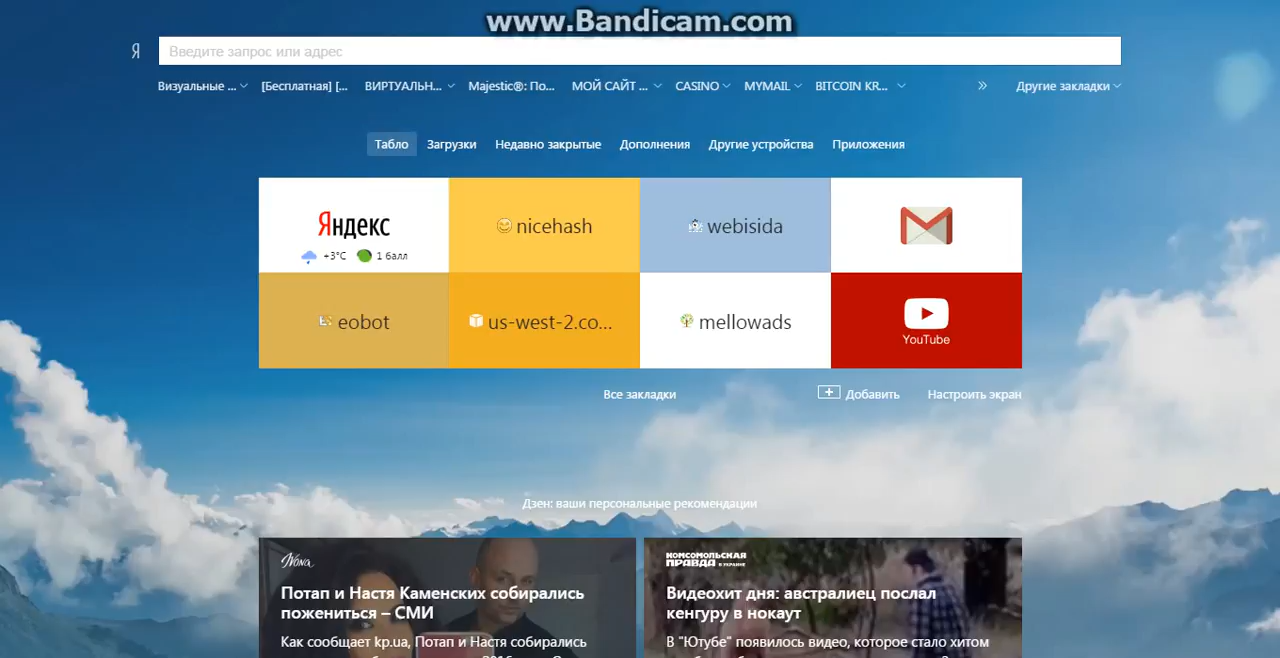 www.Bandicam.com
Я
Введите запрос или адрес
Визуальные ...
[Бесплатная] [...
ВИРТУАЛЬН...
Majestic®: По...
МОЙ САЙТ ...
CASINO
MYMAIL
BITCOIN KR...
»
Другие закладки
Табло
Загрузки
Недавно закрытые
Дополнения
Другие устройства
Приложения
Яндекс
+3°C
1 балл
nicehash
webisida
eobot
us-west-2.co...
mellowads
YouTube
Все закладки
Добавить
Настроить экран
Дзен: ваши персональные рекомендации
Ivona
Потап и Настя Каменских собирались
пожениться – СМИ
Как сообщает kp.ua, Потап и Настя собирались
КОМСОМОЛЬСКАЯ
ПРАВДА В УКРАИНЕ
Видеохит дня: австралиец послал
кенгуру в нокаут
В "Ютубе" появилось видео, которое стало хитом